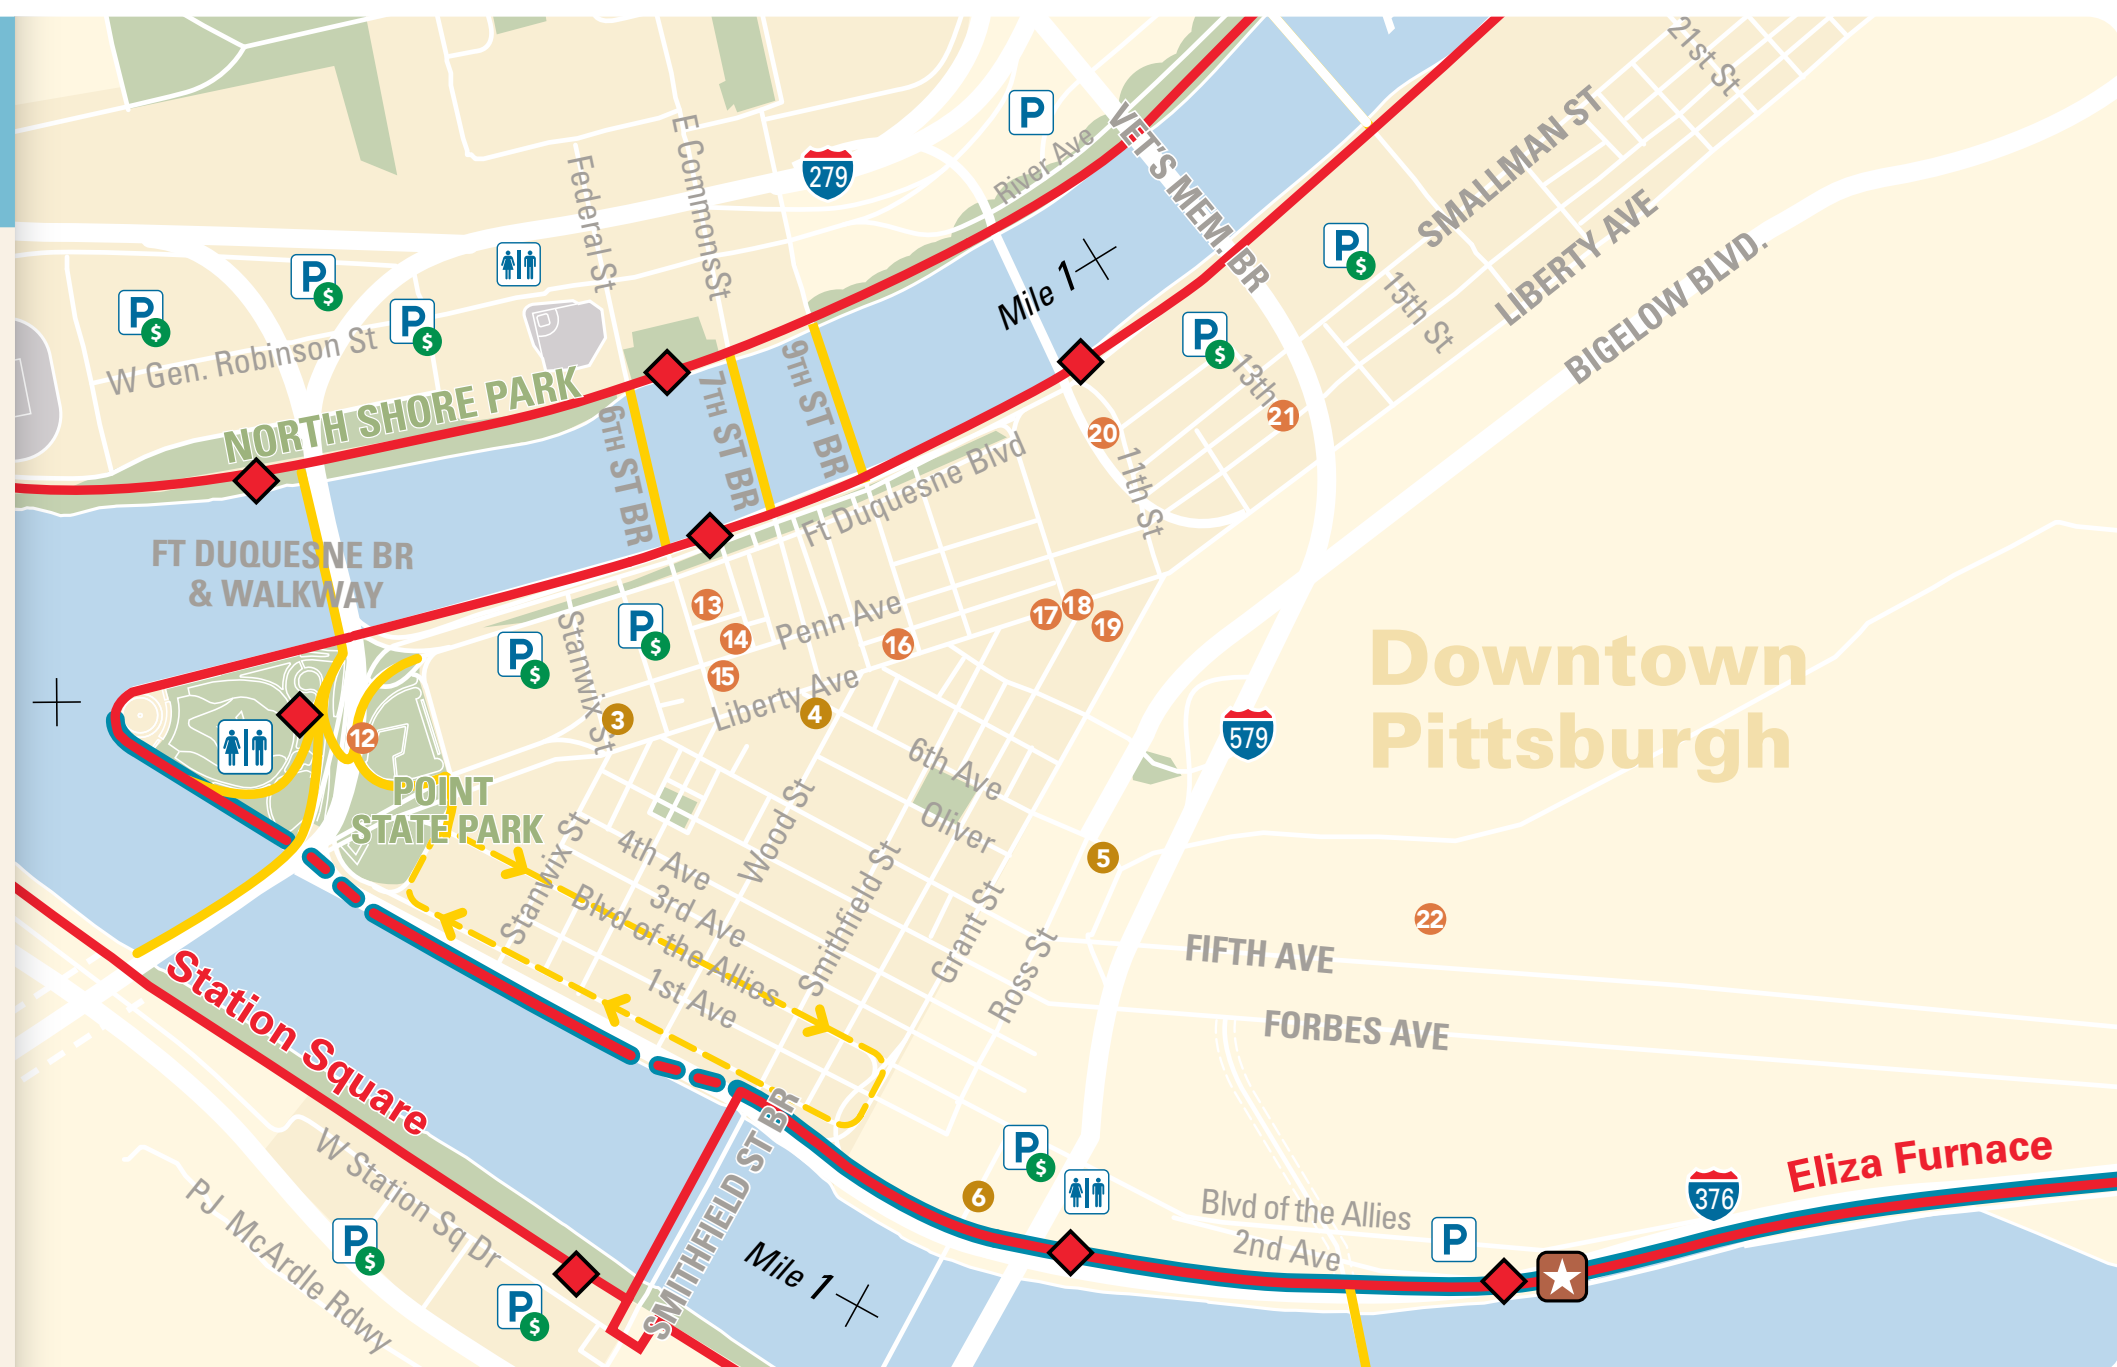 21st St
P
VET'S MEM. BR
SMALLMAN ST
River Ave
E Commons St
Federal St
279
LIBERTY AVE
P
$
BIGELOW BLVD.
P
$
P
$
P
$
Mile 1
15th St
P
$
W Gen. Robinson St
13th
NORTH SHORE PARK
6TH ST BR
7TH ST BR
9TH ST BR
21
20
11th St
Ft Duquesne Blvd
FT DUQUESNE BR
& WALKWAY
13
14
15
P
$
P
$
Stanwix St
Penn Ave
16
17
18
19
Liberty Ave
3
4
Downtown
Pittsburgh
579
12
POINT
STATE PARK
6th Ave
Oliver
Wood St
4th Ave
3rd Ave
Blvd of the Allies
1st Ave
Stanwix St
Smithfield St
Grant St
Ross St
5
22
FIFTH AVE
FORBES AVE
Station Square
W Station Sq Dr
PJ McArdle Rdwy
P
$
P
$
SMITHFIELD ST BR
Mile 1
6
P
$
Blvd of the Allies
2nd Ave
P
376
Eliza Furnace